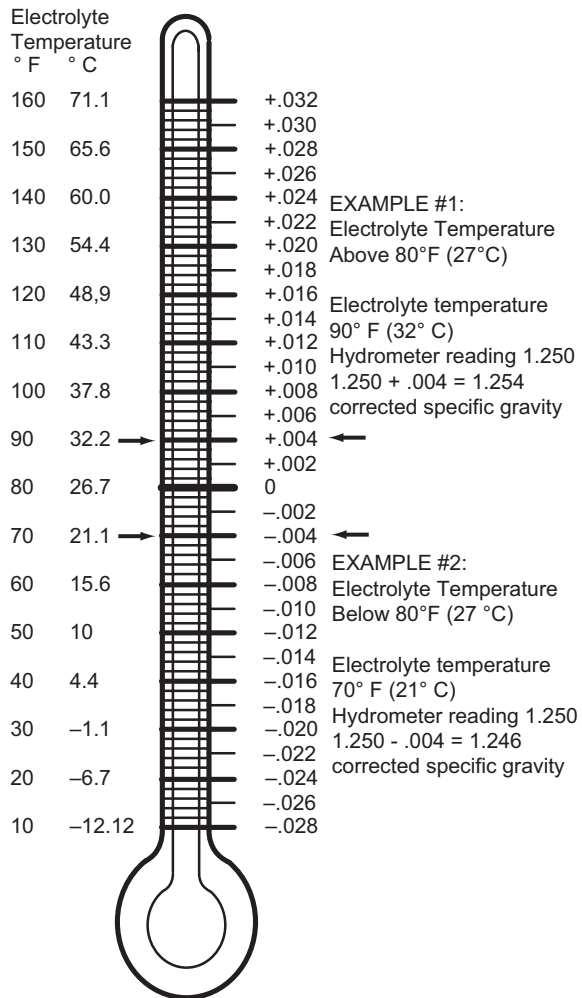 Electrolyte
Temperature
° F ° C
160 71.1 +.032
+.030
150 65.6 +.028
+.026
140 60.0 +.024
+.022
130 54.4 +.020
+.018
120 48,9 +.016
+.014
110 43.3 +.012
+.010
100 37.8 +.008
+.006
90 32.2 +.004
+.002
80 26.7 0
–.002
70 21.1 –.004
–.006
60 15.6 –.008
–.010
50 10 –.012
–.014
40 4.4 –.016
–.018
30 –1.1 –.020
–.022
20 –6.7 –.024
–.026
10 –12.12 –.028
EXAMPLE #1:
Electrolyte Temperature
Above 80°F (27°C)
Electrolyte temperature
90° F (32° C)
Hydrometer reading 1.250
1.250 + .004 = 1.254
corrected specific gravity
EXAMPLE #2:
Electrolyte Temperature
Below 80°F (27 °C)
Electrolyte temperature
70° F (21° C)
Hydrometer reading 1.250
1.250 - .004 = 1.246
corrected specific gravity